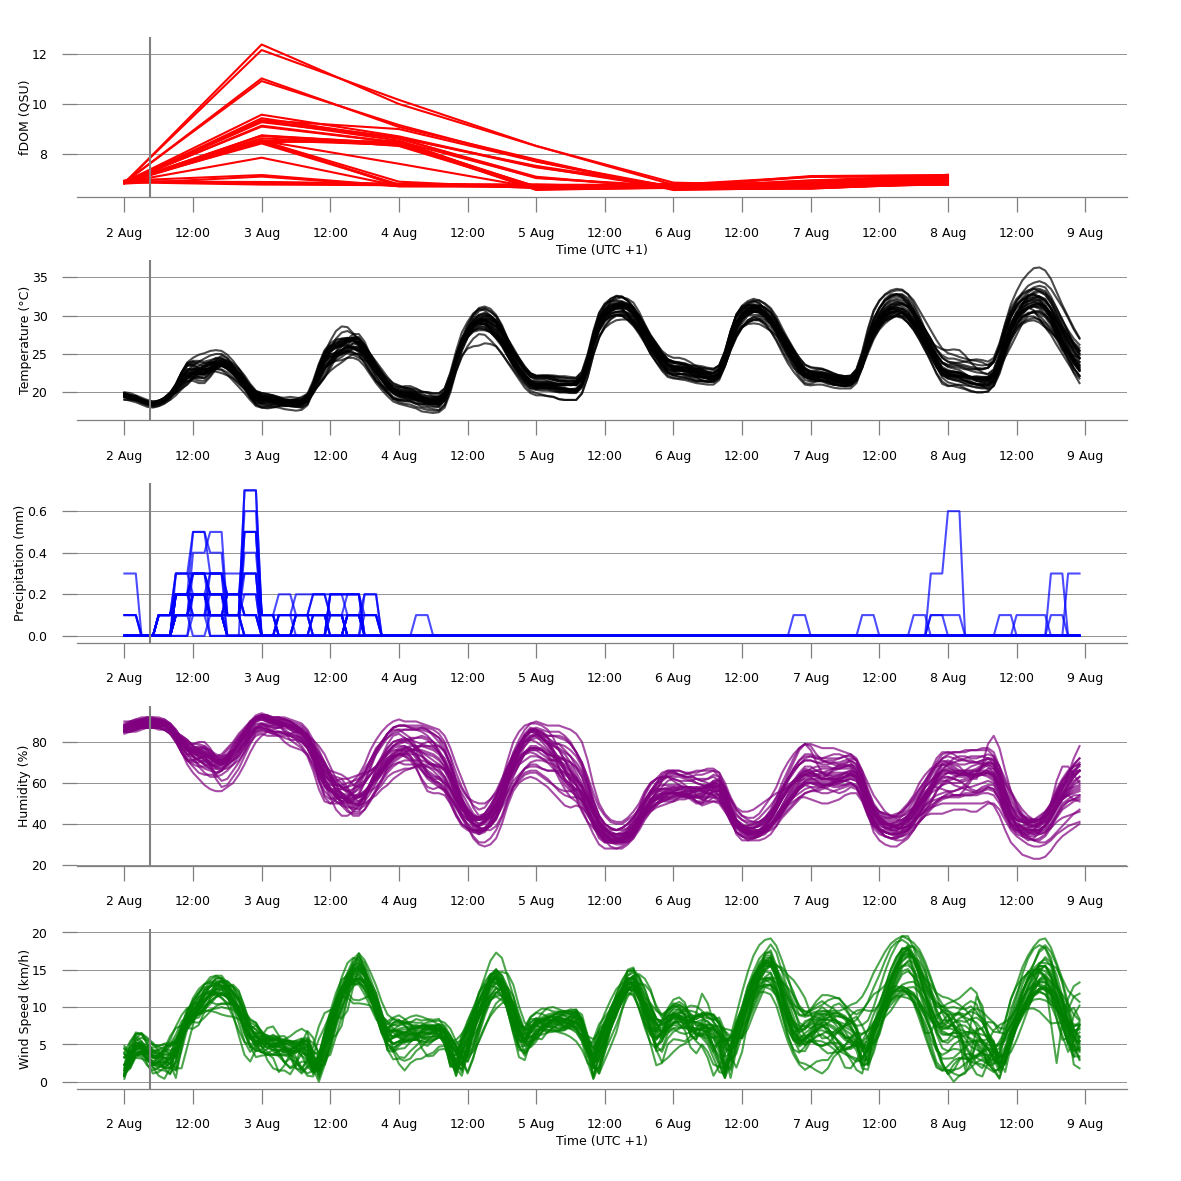 12
10
8
fDOM (QSU)
2 Aug 12:00 3 Aug 12:00 4 Aug 12:00 5 Aug 12:00 6 Aug 12:00 7 Aug 12:00 8 Aug 12:00 9 Aug
Time (UTC +1)
35
30
25
20
Temperature (°C)
2 Aug 12:00 3 Aug 12:00 4 Aug 12:00 5 Aug 12:00 6 Aug 12:00 7 Aug 12:00 8 Aug 12:00 9 Aug
0.6
0.4
0.2
0.0
Precipitation (mm)
2 Aug 12:00 3 Aug 12:00 4 Aug 12:00 5 Aug 12:00 6 Aug 12:00 7 Aug 12:00 8 Aug 12:00 9 Aug
80
60
40
20
Humidity (%)
2 Aug 12:00 3 Aug 12:00 4 Aug 12:00 5 Aug 12:00 6 Aug 12:00 7 Aug 12:00 8 Aug 12:00 9 Aug
20
15
10
5
0
Wind Speed (km/h)
2 Aug 12:00 3 Aug 12:00 4 Aug 12:00 5 Aug 12:00 6 Aug 12:00 7 Aug 12:00 8 Aug 12:00 9 Aug
Time (UTC +1)